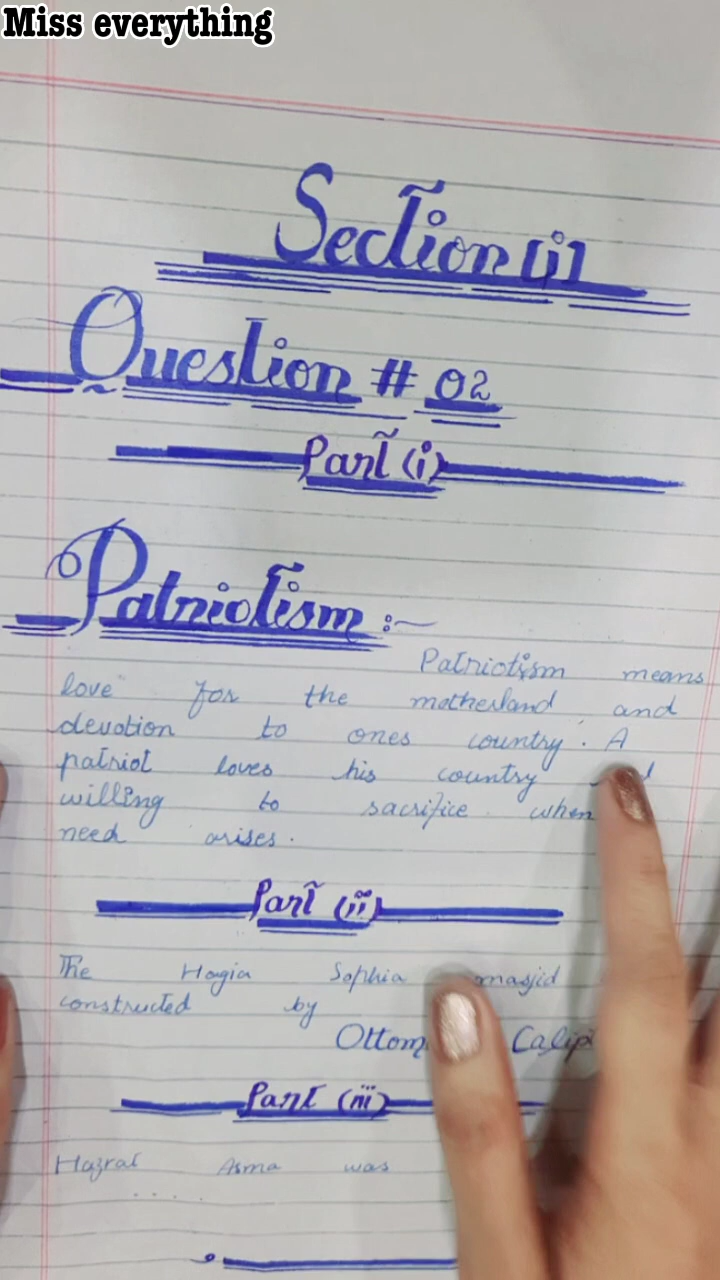 Miss everything
Section (i)
Question # 02
Part (i)
Patriotism :~
Patriotism means
love for the motherland and
devotion to ones country. A
patriot loves his country
willing to sacrifice when
need arises.
Part (ii)
The Hagia Sophia masjid
constructed by
Part (iii)
Hazrat Asma was
. . . . .